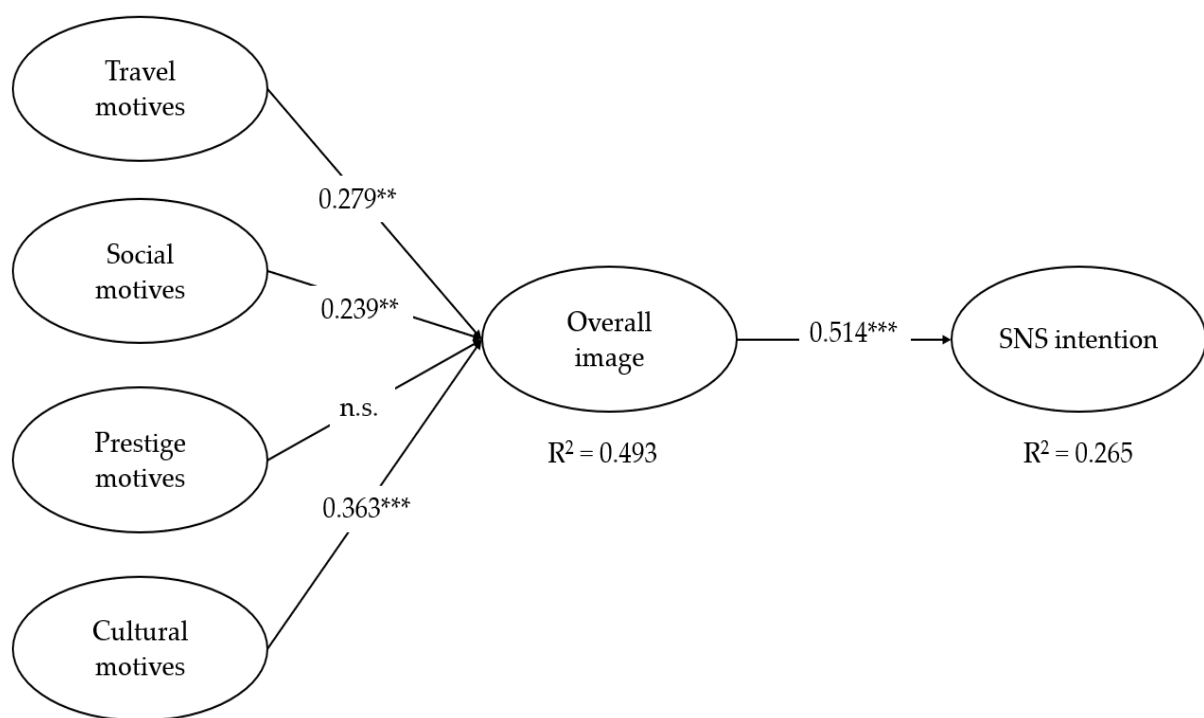 Travel
motives
0.279**
Social
motives
0.239**
Overall
image
0.514***
SNS intention
n.s.
Prestige
motives
R² = 0.493
R² = 0.265
0.363***
Cultural
motives